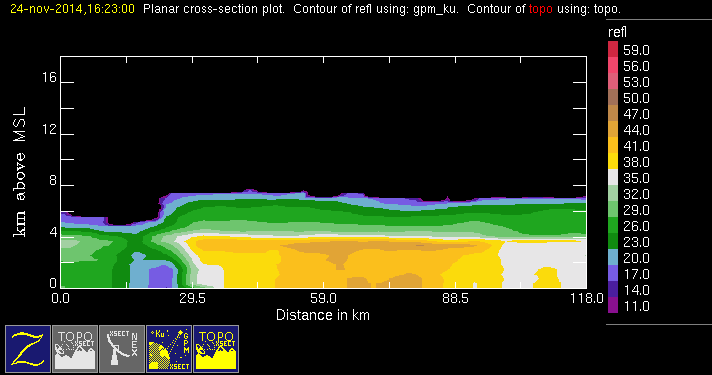 24-nov-2014,16:23:00 Planar cross-section plot. Contour of refl using: gpm_ku. Contour of topo using: topo.
refl
59.0
56.0
53.0
50.0
47.0
44.0
41.0
38.0
35.0
32.0
29.0
26.0
23.0
20.0
17.0
14.0
11.0
km above MSL
16
12
8
4
0
0.0 29.5 59.0 88.5 118.0
Distance in km
Z
TOPO
XSECT
XSECT
XM2
Ku
GPM
XSECT
TOPO
XSECT